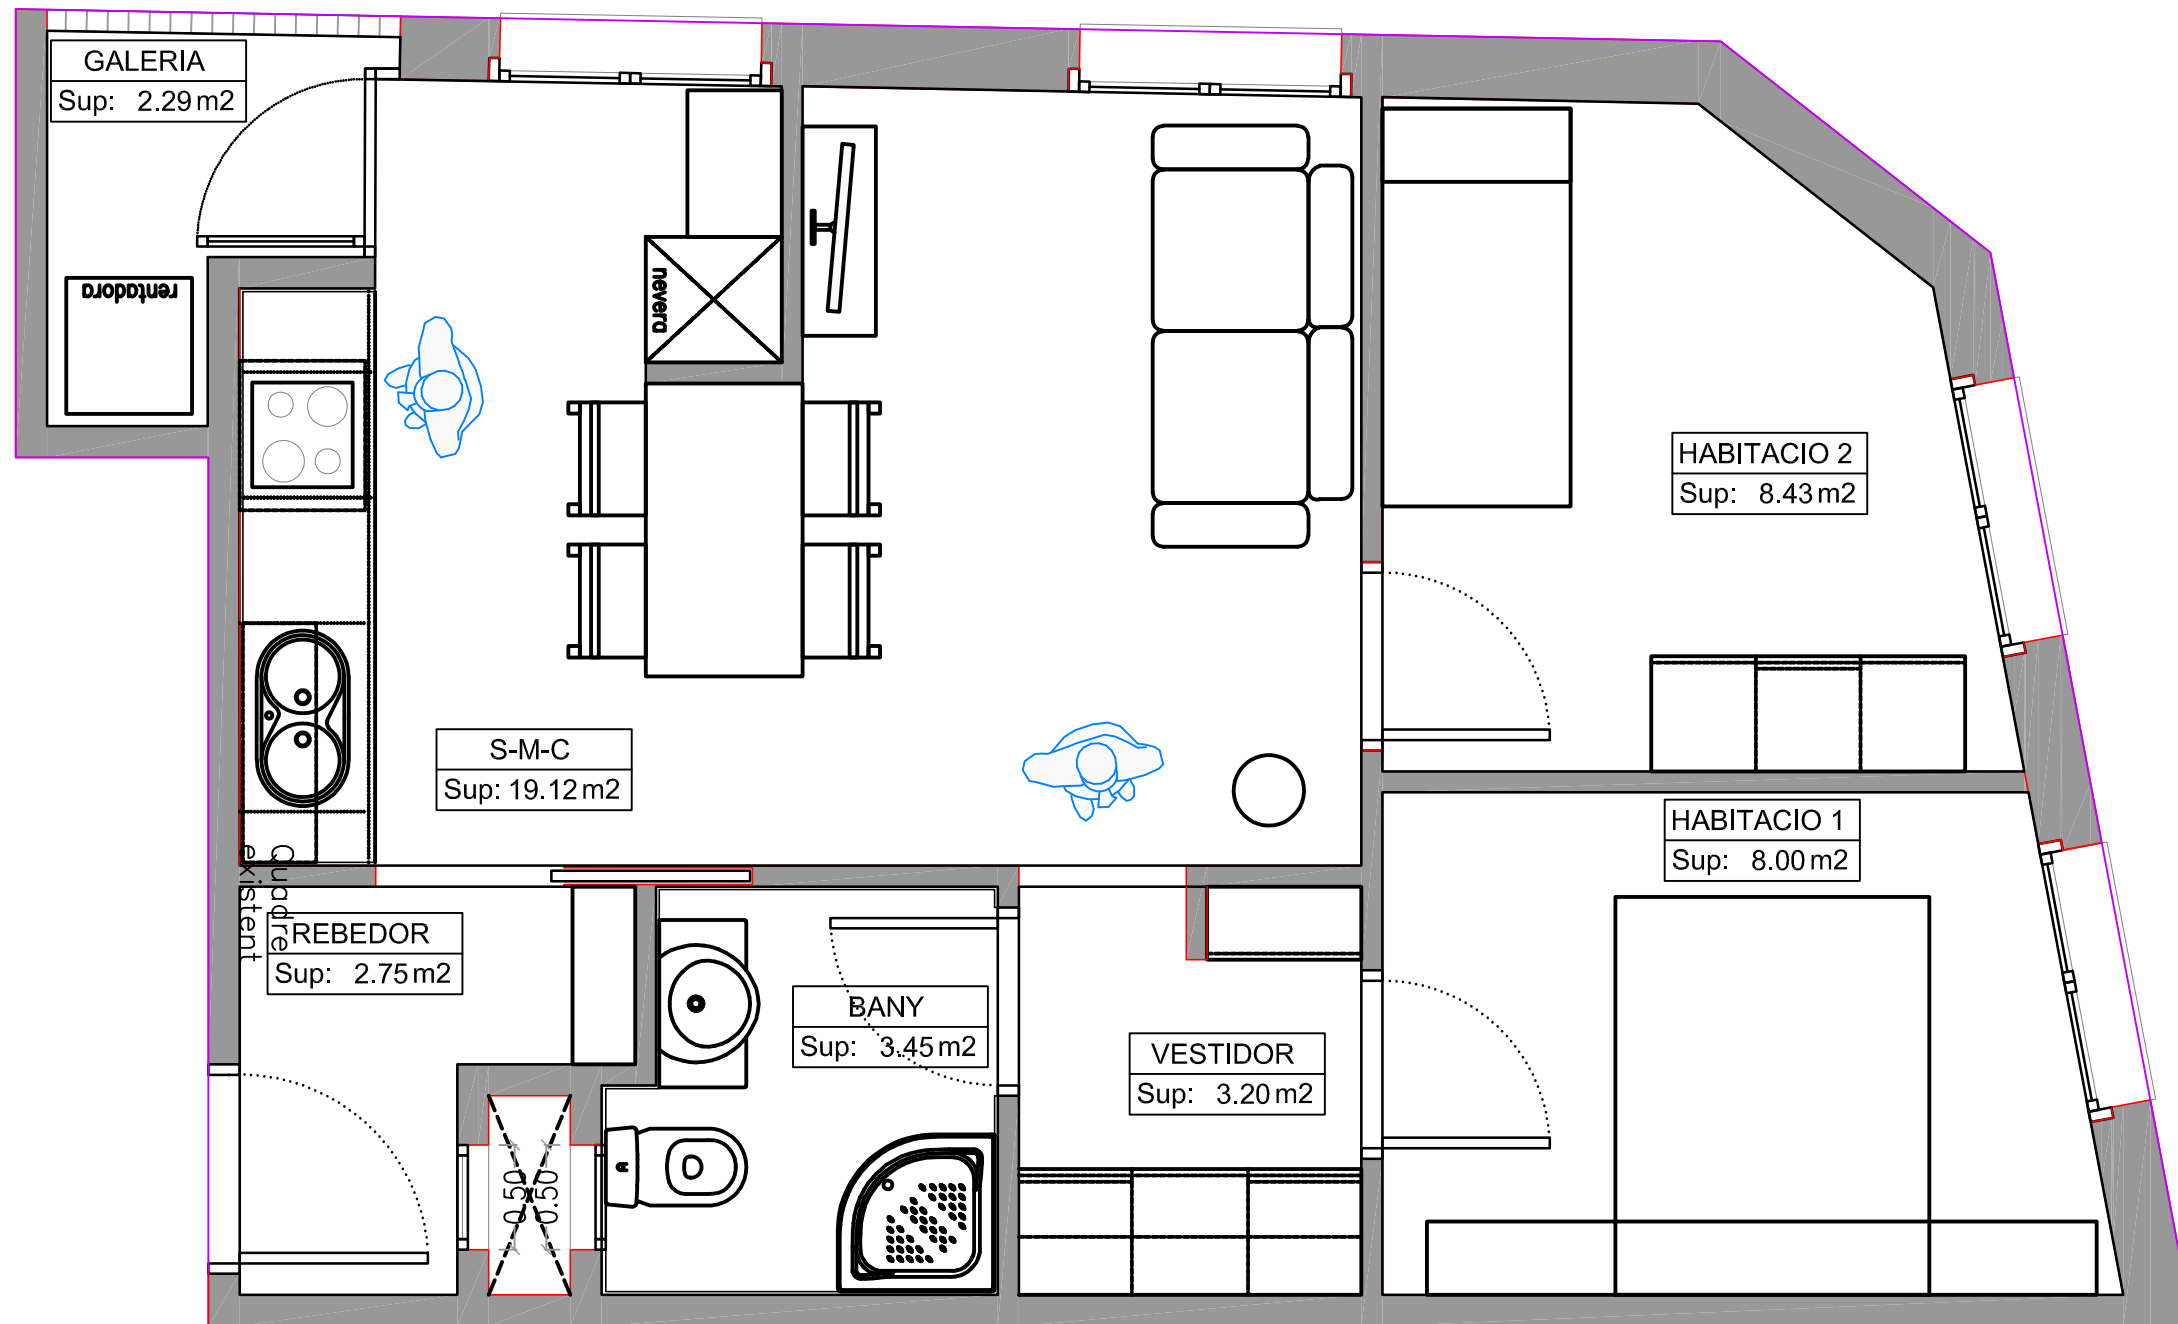 GALERIA
Sup: 2.29 m2
rentadora
nevera
HABITACIO 2
Sup: 8.43 m2
S-M-C
Sup: 19.12 m2
HABITACIO 1
Sup: 8.00 m2
Quadre
existent
REBEDOR
Sup: 2.75 m2
BANY
Sup: 3.45 m2
VESTIDOR
Sup: 3.20 m2
0.50
0.50